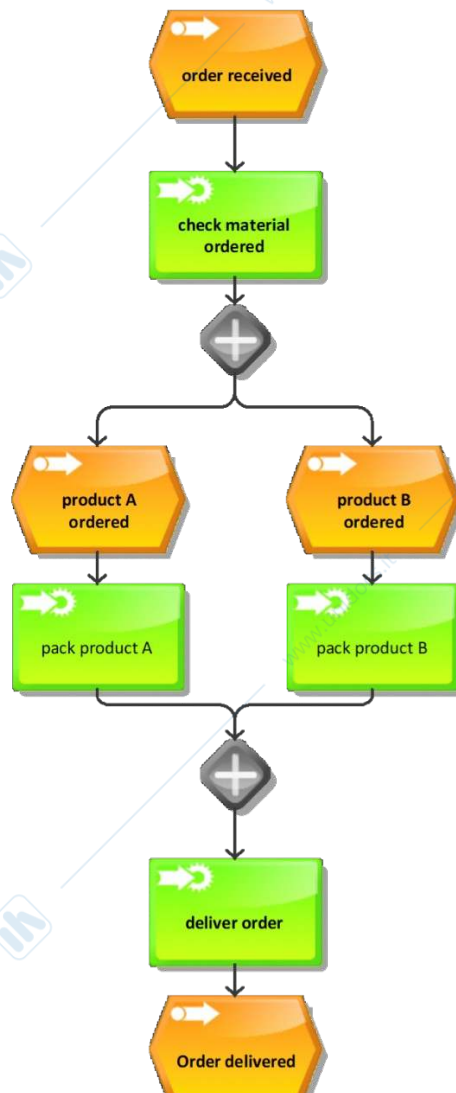 order received
check material
ordered
product A
ordered
product B
ordered
pack product A
pack product B
deliver order
Order delivered